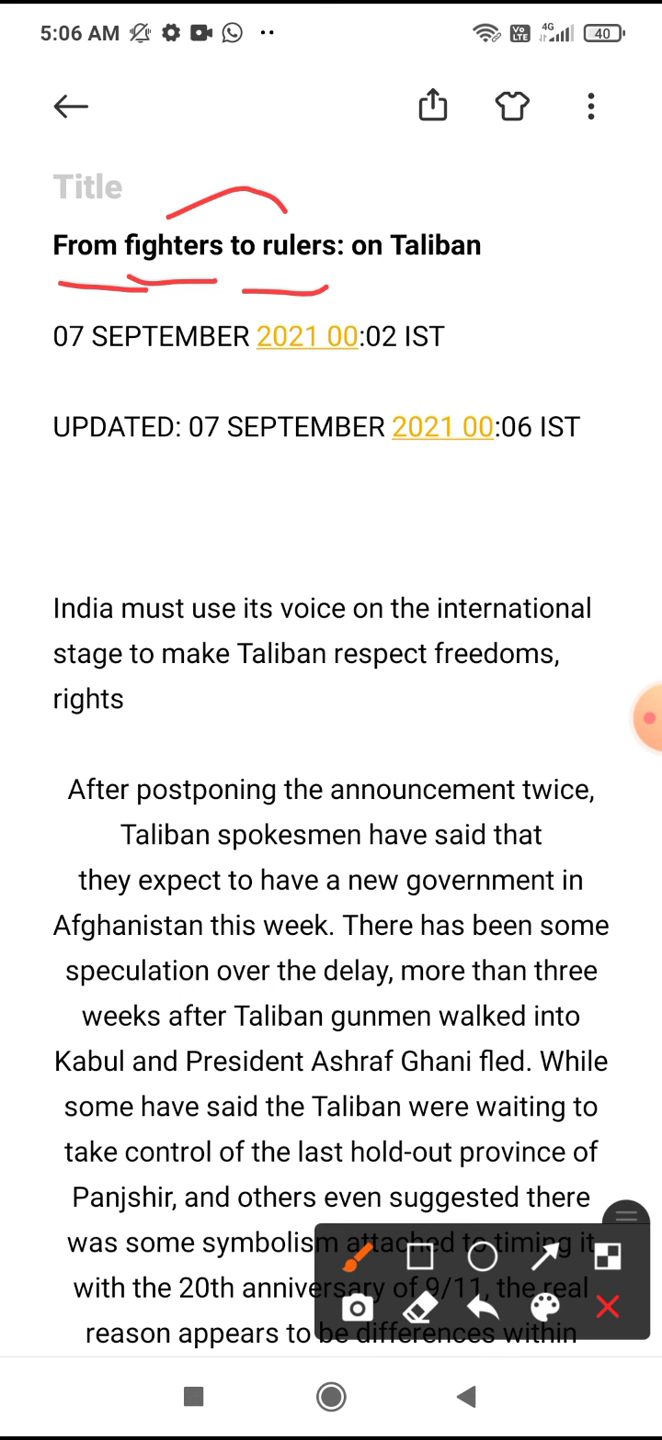 5:06 AM
Vo LTE 4G 40
Title
From fighters to rulers: on Taliban
07 SEPTEMBER 2021 00:02 IST
UPDATED: 07 SEPTEMBER 2021 00:06 IST
India must use its voice on the international
stage to make Taliban respect freedoms,
rights
After postponing the announcement twice,
Taliban spokesmen have said that
they expect to have a new government in
Afghanistan this week. There has been some
speculation over the delay, more than three
weeks after Taliban gunmen walked into
Kabul and President Ashraf Ghani fled. While
some have said the Taliban were waiting to
take control of the last hold-out province of
Panjshir, and others even suggested there
was some symbolism attached to timing it
with the 20th anniversary of 9/11, the real
reason appears to be differences within